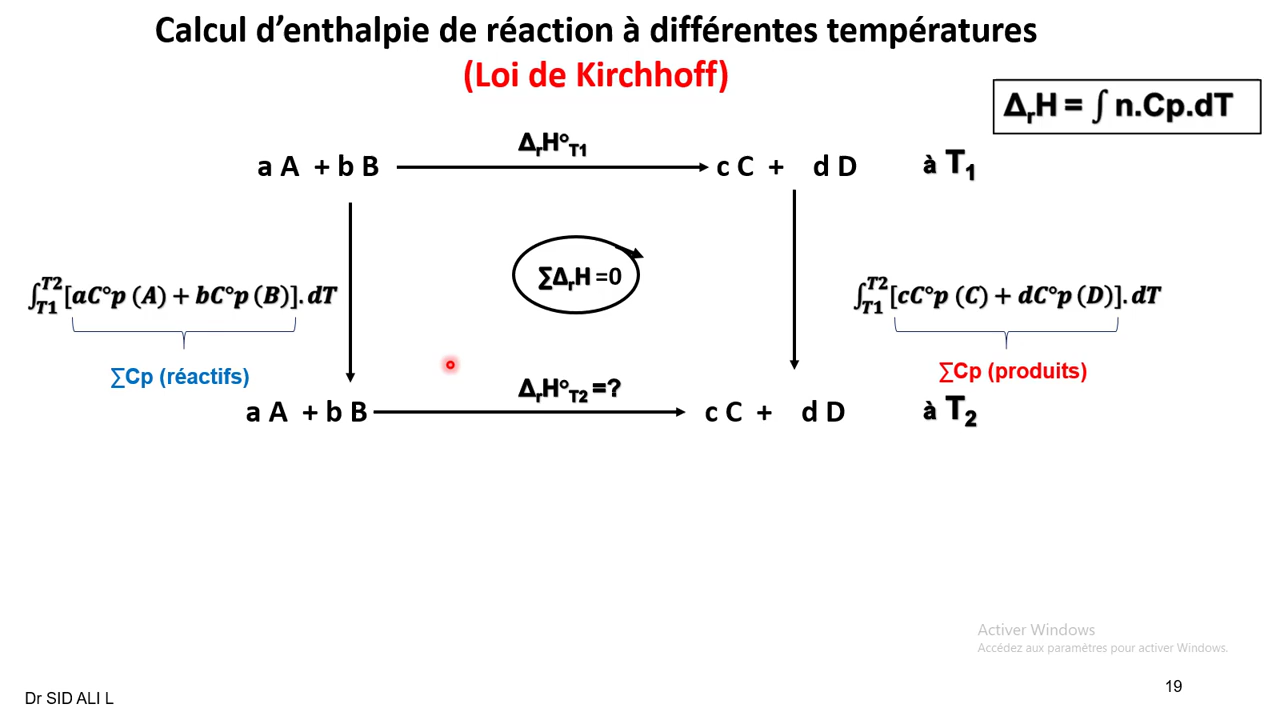 Calcul d’enthalpie de réaction à différentes températures
(Loi de Kirchhoff)
ΔrH = ∫ n.Cp.dT
ΔrH°T1
a A + b B c C + d D à T1
∑ΔrH =0
∫T1T2[aC°p (A) + bC°p (B)]. dT
∫T1T2[cC°p (C) + dC°p (D)]. dT
∑Cp (réactifs)
∑Cp (produits)
ΔrH°T2 =?
a A + b B c C + d D à T2
Activer Windows
Accédez aux paramètres pour activer Windows.
19
Dr SID ALI L